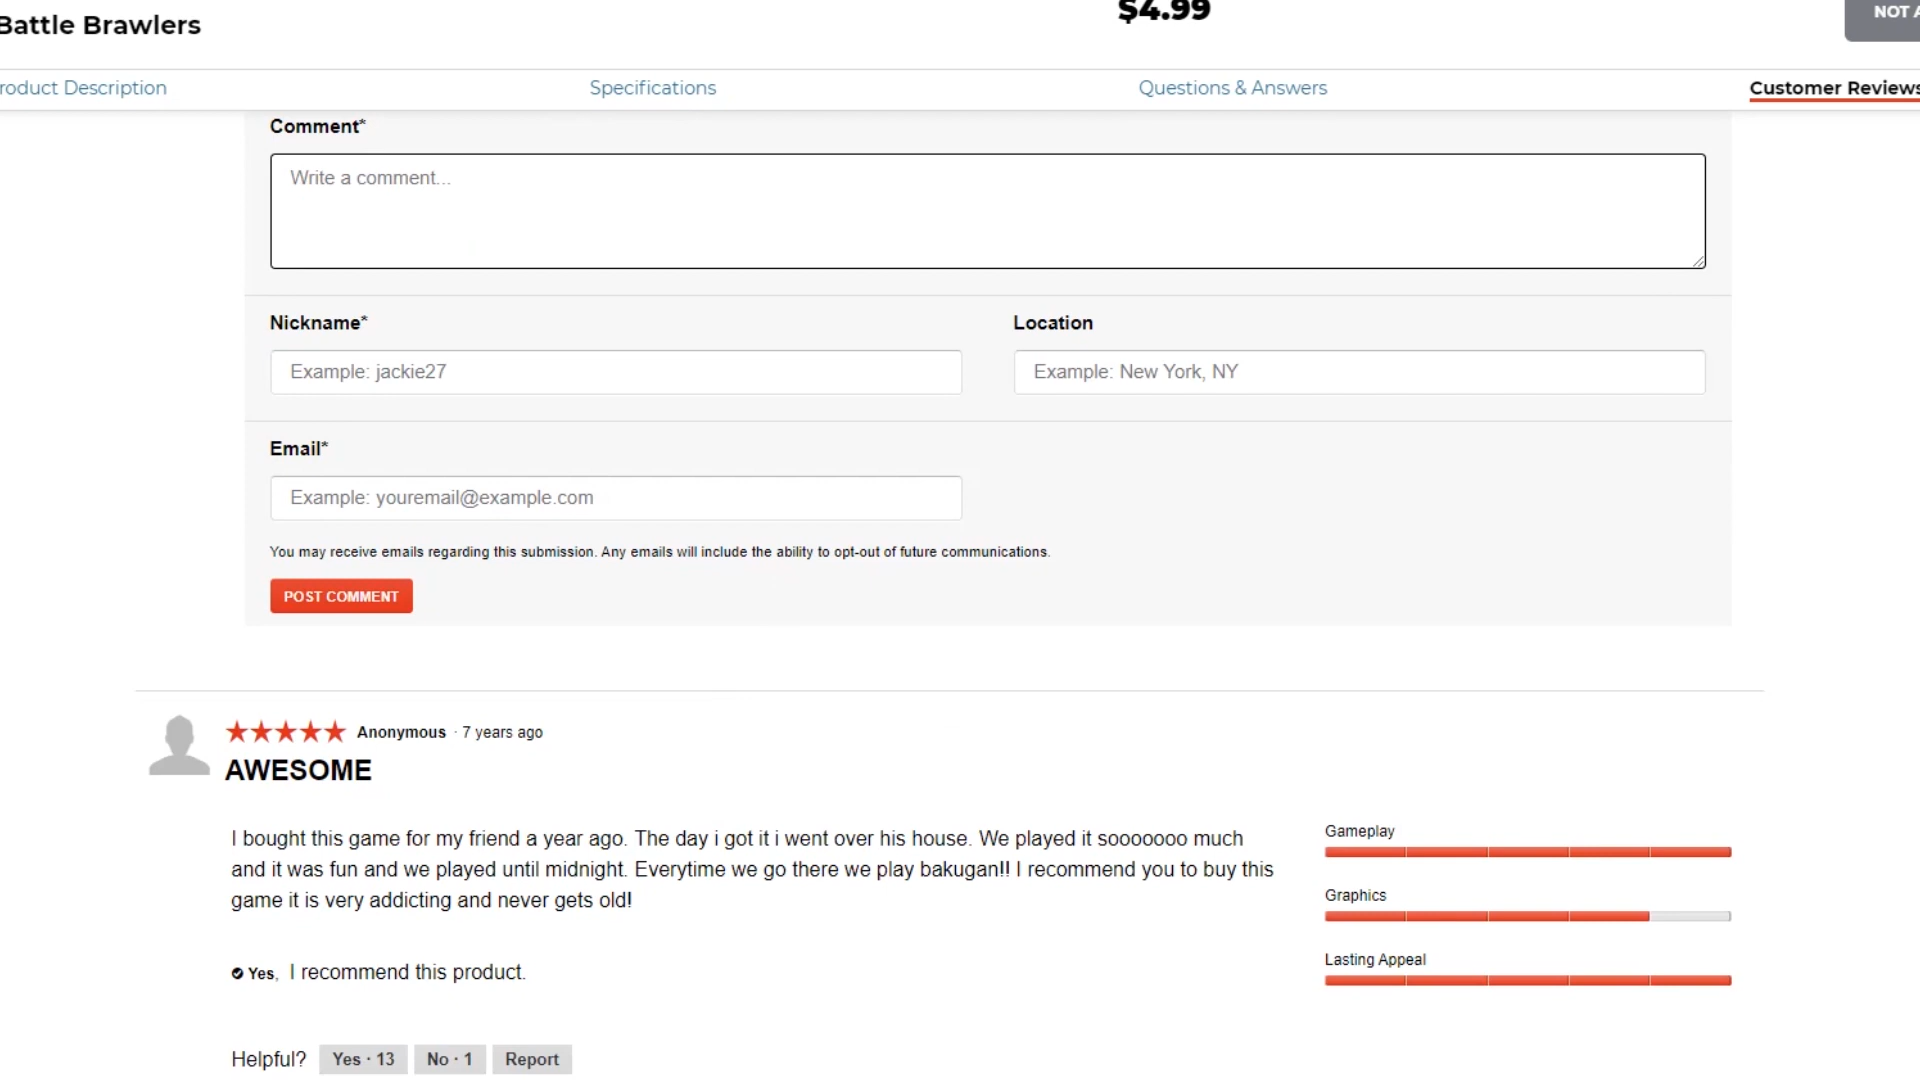 Battle Brawlers
$4.99
NOT A
roduct Description
Specifications
Questions & Answers
Customer Reviews
Comment*
Write a comment...
Nickname*
Location
Example: jackie27
Example: New York, NY
Email*
Example: youremail@example.com
You may receive emails regarding this submission. Any emails will include the ability to opt-out of future communications.
POST COMMENT
★★★★★ Anonymous · 7 years ago
AWESOME
I bought this game for my friend a year ago. The day i got it i went over his house. We played it sooooooo much
and it was fun and we played until midnight. Everytime we go there we play bakugan!! I recommend you to buy this
game it is very addicting and never gets old!
Yes, I recommend this product.
Gameplay
Graphics
Lasting Appeal
Helpful? Yes · 13 No · 1 Report